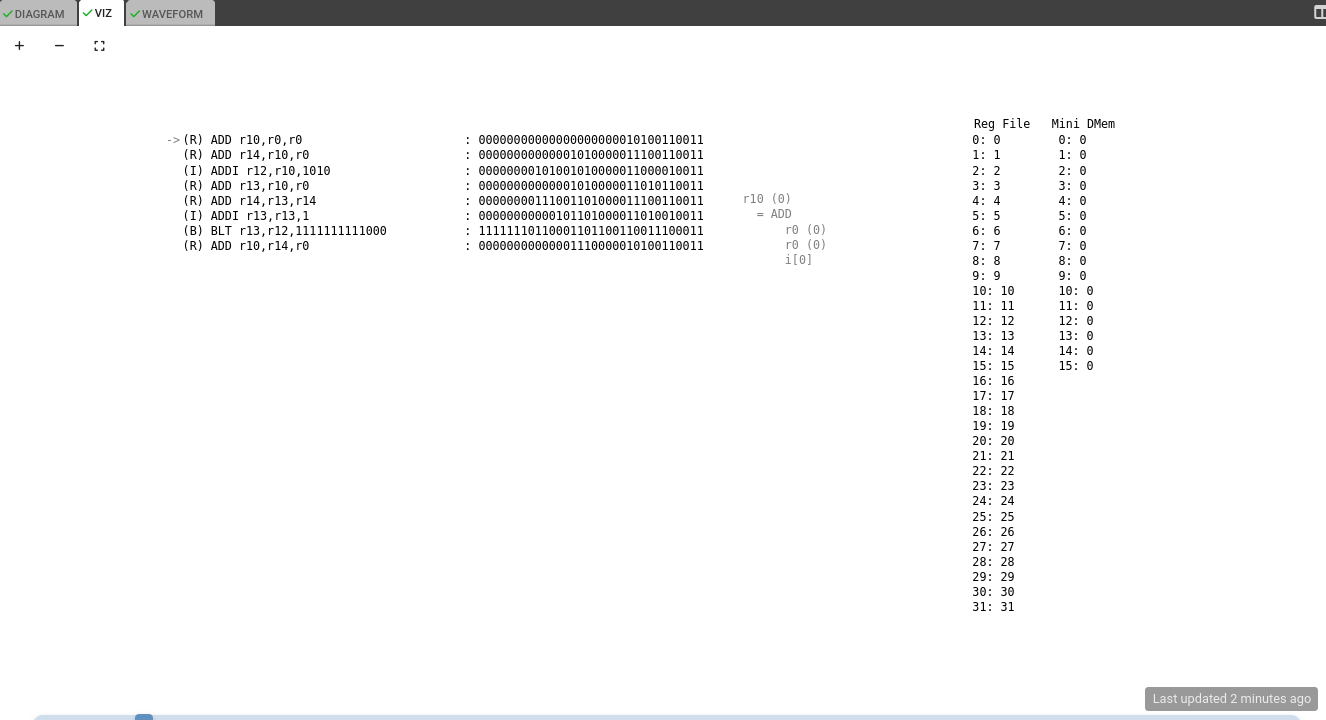 DIAGRAM VIZ WAVEFORM
+ −
Reg File Mini DMem
->(R) ADD r10,r0,r0 : 00000000000000000000010100110011 0: 0 0: 0
(R) ADD r14,r10,r0 : 00000000000001010000011100110011 1: 1 1: 0
(I) ADDI r12,r10,1010 : 00000000101001010000011000010011 2: 2 2: 0
(R) ADD r13,r10,r0 : 00000000000001010000011010110011 3: 3 3: 0
(R) ADD r14,r13,r14 : 00000000111001101000011100110011 r10 (0) 4: 4 4: 0
(I) ADDI r13,r13,1 : 00000000000101101000011010010011 = ADD 5: 5 5: 0
(B) BLT r13,r12,1111111111000 : 11111110110001101100110011100011 r0 (0) 6: 6 6: 0
(R) ADD r10,r14,r0 : 00000000000001110000010100110011 r0 (0) 7: 7 7: 0
i[0] 8: 8 8: 0
9: 9 9: 0
10: 10 10: 0
11: 11 11: 0
12: 12 12: 0
13: 13 13: 0
14: 14 14: 0
15: 15 15: 0
16: 16
17: 17
18: 18
19: 19
20: 20
21: 21
22: 22
23: 23
24: 24
25: 25
26: 26
27: 27
28: 28
29: 29
30: 30
31: 31
Last updated 2 minutes ago